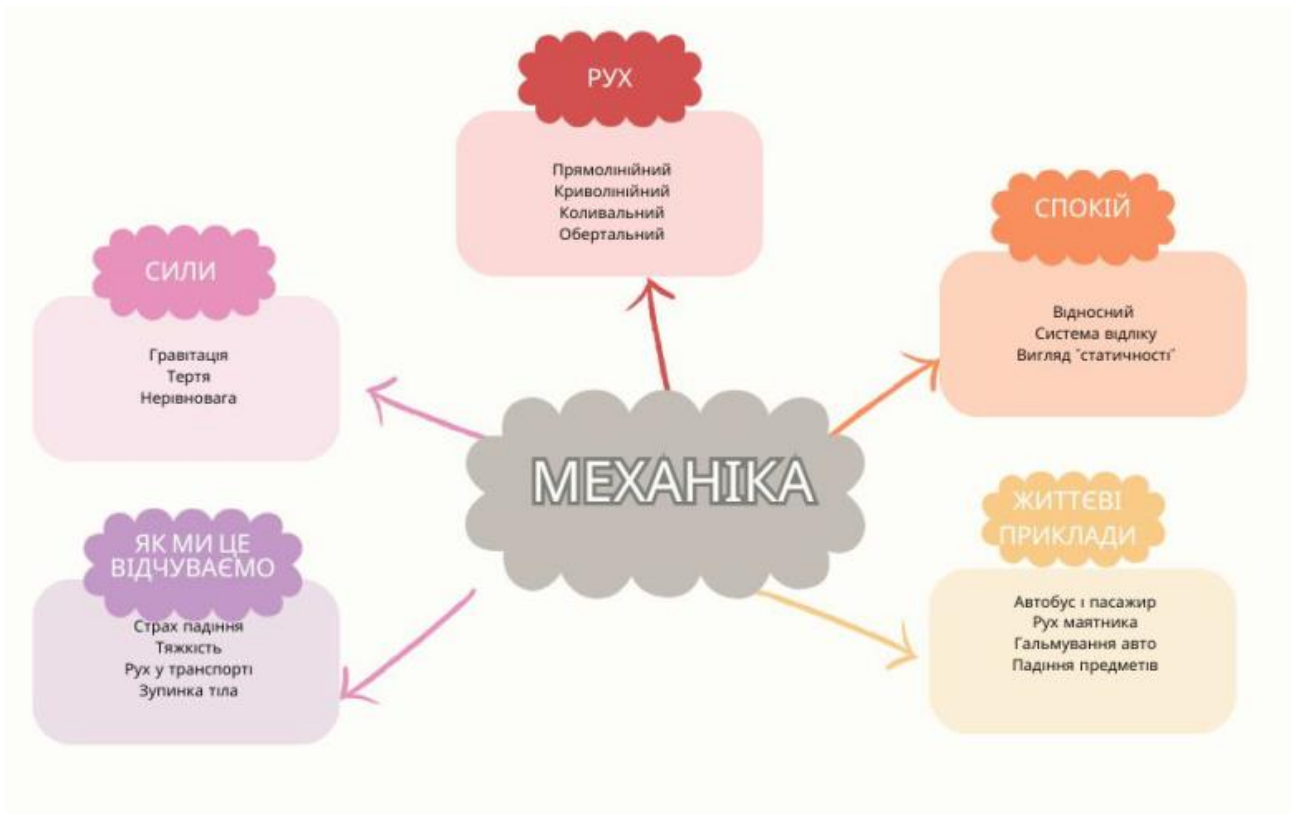 РУХ
Прямолінійний
Криволінійний
Коливальний
Обертальний
СПОКІЙ
Відносний
Система відліку
Вигляд ˝статичності˝
СИЛИ
Гравітація
Тертя
Нерівновага
МЕХАНІКА
ЖИТТЄВІ
ПРИКЛАДИ
Автобус і пасажир
Рух маятника
Гальмування авто
Падіння предметів
ЯК МИ ЦЕ
ВІДЧУВАЄМО
Страх падіння
Тяжкість
Рух у транспорті
Зупинка тіла